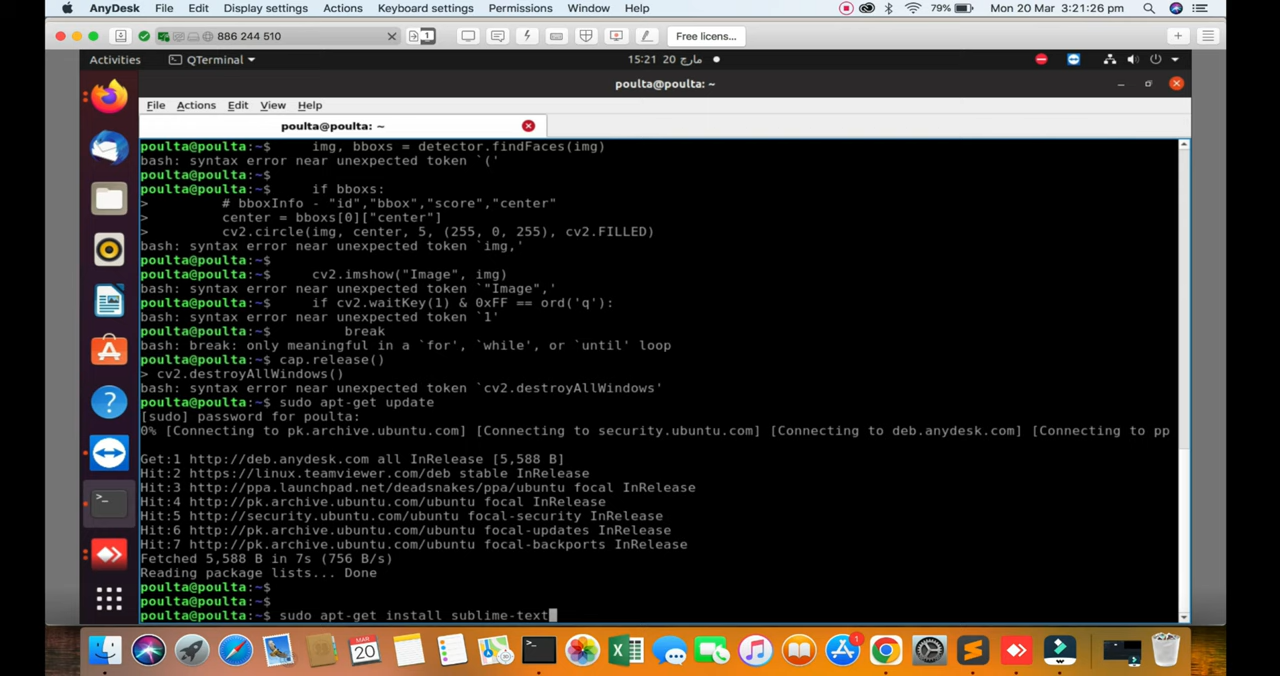 AnyDesk File Edit Display settings Actions Keyboard settings Permissions Window Help 79% Mon 20 Mar 3:21:26 pm
886 244 510 1 Free licens...
Activities QTerminal 15:21 20 مارچ
poulta@poulta: ~
File Actions Edit View Help
poulta@poulta: ~
poulta@poulta:~$     img, bboxs = detector.findFaces(img)
bash: syntax error near unexpected token `('
poulta@poulta:~$
poulta@poulta:~$     if bboxs:
>         # bboxInfo - "id","bbox","score","center"
>         center = bboxs[0]["center"]
>         cv2.circle(img, center, 5, (255, 0, 255), cv2.FILLED)
bash: syntax error near unexpected token `img,'
poulta@poulta:~$
poulta@poulta:~$     cv2.imshow("Image", img)
bash: syntax error near unexpected token `"Image",'
poulta@poulta:~$     if cv2.waitKey(1) & 0xFF == ord('q'):
bash: syntax error near unexpected token `1'
poulta@poulta:~$         break
bash: break: only meaningful in a `for', `while', or `until' loop
poulta@poulta:~$ cap.release()
> cv2.destroyAllWindows()
bash: syntax error near unexpected token `cv2.destroyAllWindows'
poulta@poulta:~$ sudo apt-get update
[sudo] password for poulta:
0% [Connecting to pk.archive.ubuntu.com] [Connecting to security.ubuntu.com] [Connecting to deb.anydesk.com] [Connecting to pp
Get:1 http://deb.anydesk.com all InRelease [5,588 B]
Hit:2 https://linux.teamviewer.com/deb stable InRelease
Hit:3 http://ppa.launchpad.net/deadsnakes/ppa/ubuntu focal InRelease
Hit:4 http://pk.archive.ubuntu.com/ubuntu focal InRelease
Hit:5 http://security.ubuntu.com/ubuntu focal-security InRelease
Hit:6 http://pk.archive.ubuntu.com/ubuntu focal-updates InRelease
Hit:7 http://pk.archive.ubuntu.com/ubuntu focal-backports InRelease
Fetched 5,588 B in 7s (756 B/s)
Reading package lists... Done
poulta@poulta:~$
poulta@poulta:~$
poulta@poulta:~$ sudo apt-get install sublime-text
MAR
20
1